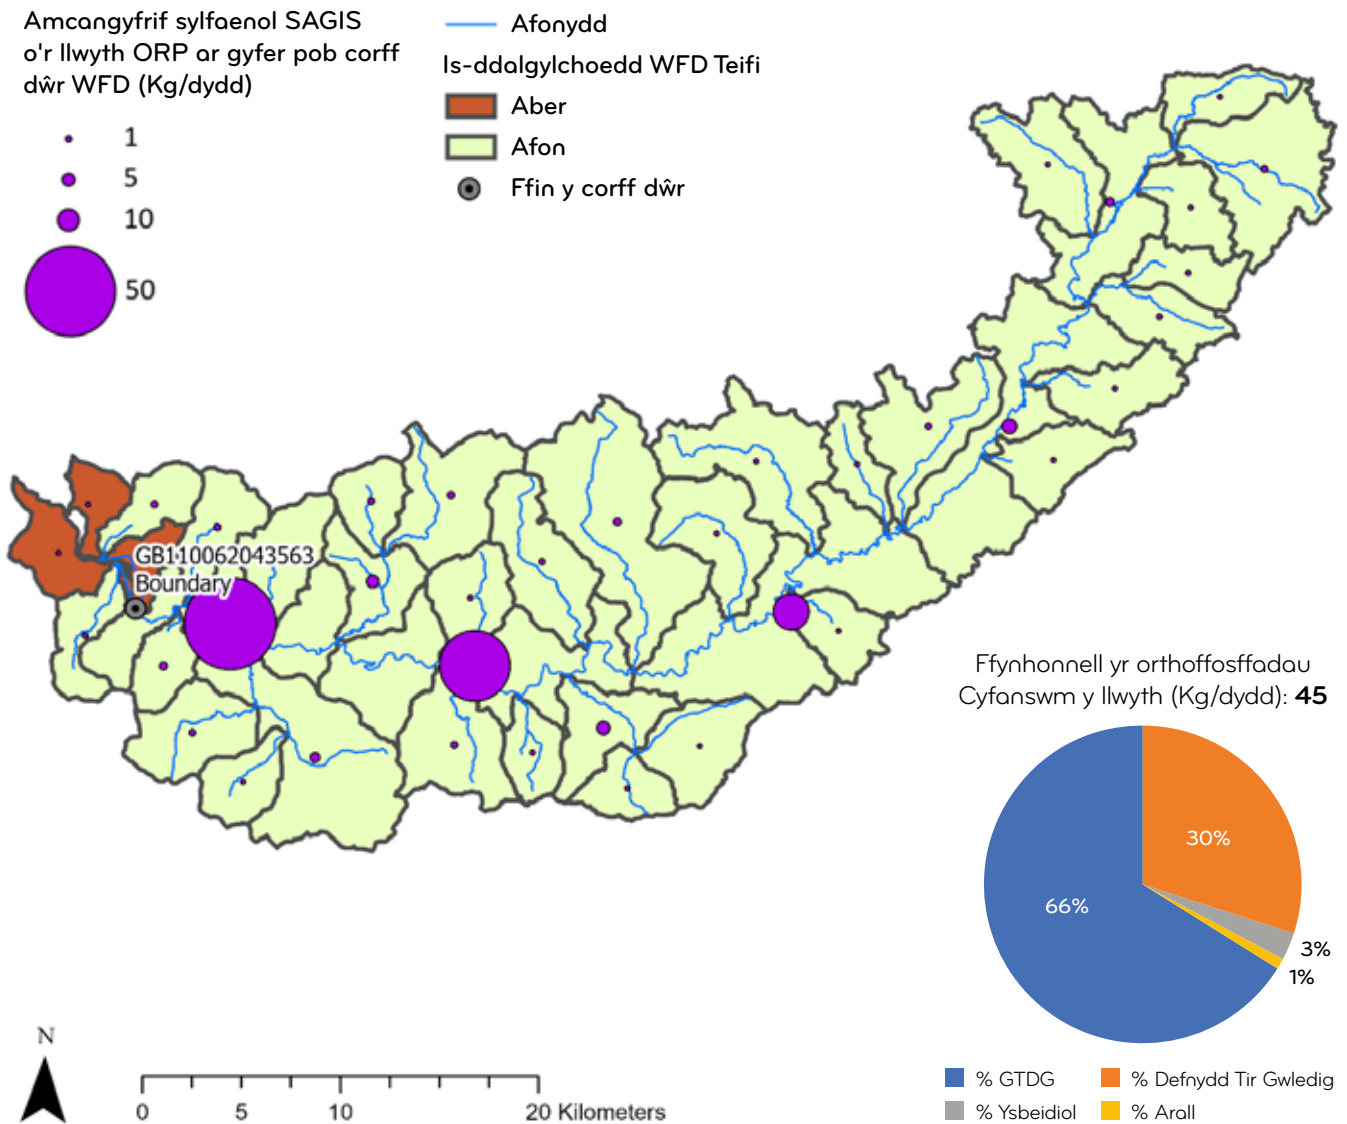 Amcangyfrif sylfaenol SAGIS
o'r llwyth ORP ar gyfer pob corff
dŵr WFD (Kg/dydd)
1
5
10
50
Afonydd
Is-ddalgylchoedd WFD Teifi
Aber
Afon
Ffin y corff dŵr
GB110062043563
Boundary
Ffynhonnell yr orthoffosffadau
Cyfanswm y llwyth (Kg/dydd): 45
30%
66%
3%
1%
% GTDG
% Defnydd Tir Gwledig
% Ysbeidiol
% Arall
N
0 5 10 20 Kilometers